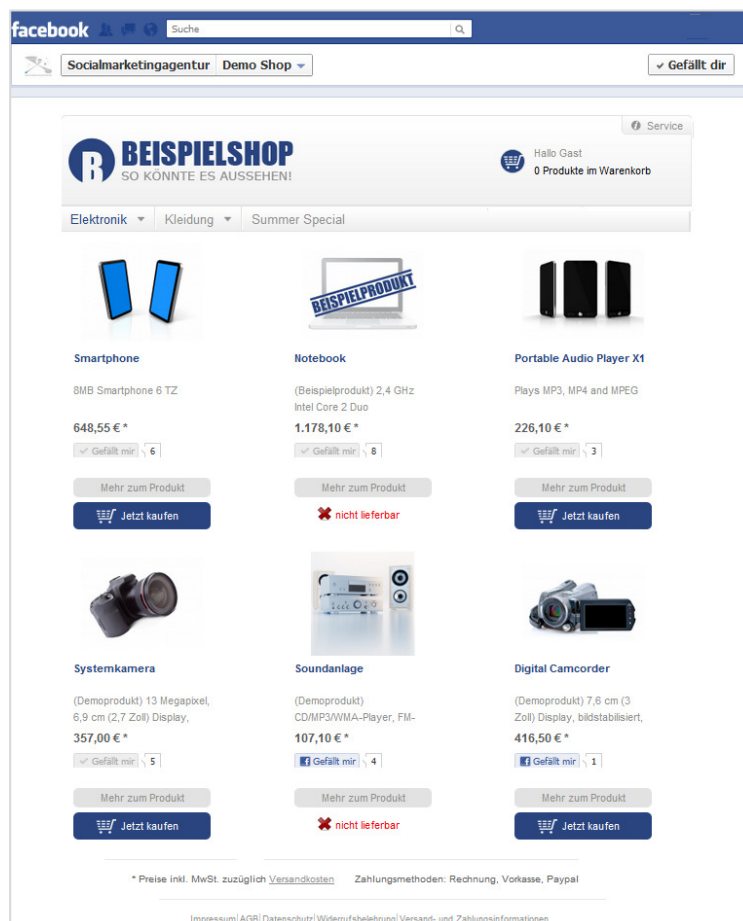 facebook
Suche
Socialmarketingagentur Demo Shop
Gefällt dir
Service
B BEISPIELSHOP
SO KÖNNTE ES AUSSEHEN!
Hallo Gast
0 Produkte im Warenkorb
Elektronik Kleidung Summer Special
BEISPIELPRODUKT
Smartphone Notebook Portable Audio Player X1
8MB Smartphone 6 TZ (Beispielprodukt) 2,4 GHz Plays MP3, MP4 and MPEG
Intel Core 2 Duo
648,55 € * 1.178,10 € * 226,10 € *
Gefällt mir 6 Gefällt mir 8 Gefällt mir 3
Mehr zum Produkt Mehr zum Produkt Mehr zum Produkt
Jetzt kaufen nicht lieferbar Jetzt kaufen
Systemkamera Soundanlage Digital Camcorder
(Demoprodukt) 13 Megapixel, (Demoprodukt) (Demoprodukt) 7,6 cm (3
6,9 cm (2,7 Zoll) Display, CD/MP3/WMA-Player, FM- Zoll) Display, bildstabilisiert,
357,00 € * 107,10 € * 416,50 € *
Gefällt mir 5 Gefällt mir 4 Gefällt mir 1
Mehr zum Produkt Mehr zum Produkt Mehr zum Produkt
Jetzt kaufen nicht lieferbar Jetzt kaufen
* Preise inkl. MwSt. zuzüglich Versandkosten Zahlungsmethoden: Rechnung, Vorkasse, Paypal
Impressum| AGB| Datenschutz| Widerrufsbelehrung| Versand- und Zahlungsinformationen